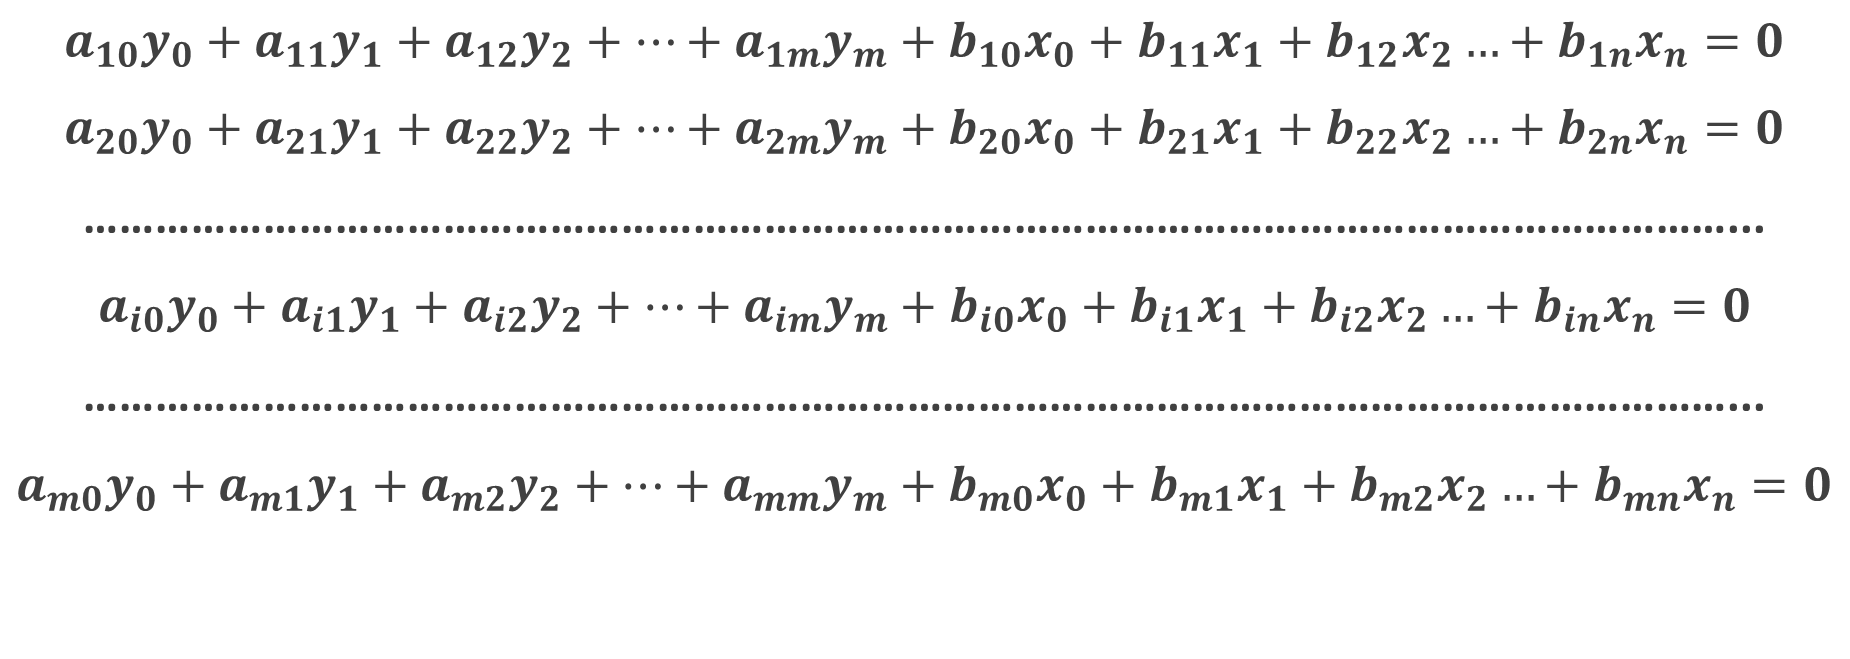 a₁₀y₀ + a₁₁y₁ + a₁₂y₂ + ⋯ + a₁ₘyₘ + b₁₀x₀ + b₁₁x₁ + b₁₂x₂ … + b₁ₙxₙ = 0
a₂₀y₀ + a₂₁y₁ + a₂₂y₂ + ⋯ + a₂ₘyₘ + b₂₀x₀ + b₂₁x₁ + b₂₂x₂ … + b₂ₙxₙ = 0
……………………………………………………………………………………
aᵢ₀y₀ + aᵢ₁y₁ + aᵢ₂y₂ + ⋯ + aᵢₘyₘ + bᵢ₀x₀ + bᵢ₁x₁ + bᵢ₂x₂ … + bᵢₙxₙ = 0
……………………………………………………………………………………
aₘ₀y₀ + aₘ₁y₁ + aₘ₂y₂ + ⋯ + aₘₘyₘ + bₘ₀x₀ + bₘ₁x₁ + bₘ₂x₂ … + bₘₙxₙ = 0